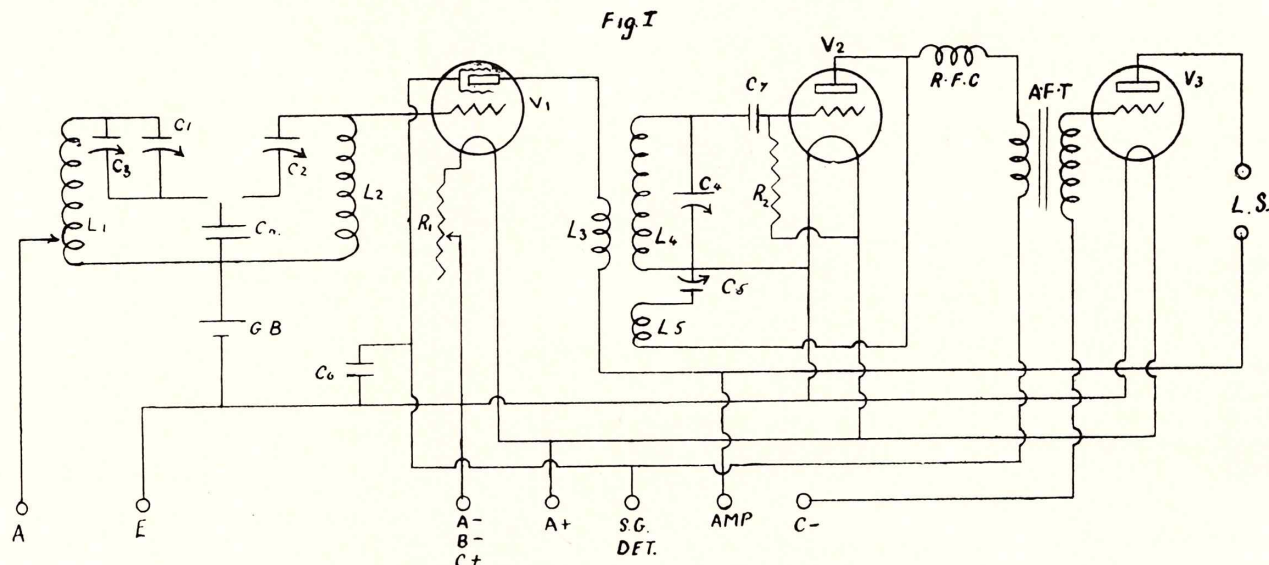 Fig. I
V2
R.F.C
A.F.T
V3
V1
C1
C3
C2
C7
L2
L1
Cn.
R1
L3
L4
C4
R2
L.S.
C5
L5
GB
C6
A
E
A-
B-
C+
A+
S.G.
DET.
AMP
C-